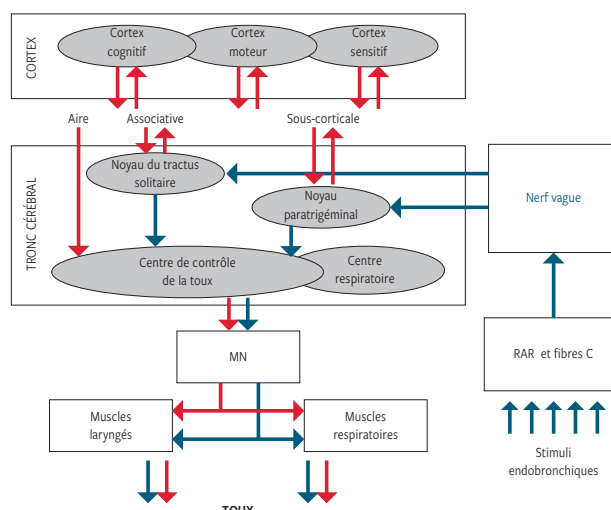 CORTEX
Cortex
cognitif
Cortex
moteur
Cortex
sensitif
Aire
Associative
Sous-corticale
TRONC CÉRÉBRAL
Noyau du tractus
solitaire
Noyau
paratrigéminal
Nerf vague
Centre de contrôle
de la toux
Centre
respiratoire
MN
RAR et fibres C
Muscles
laryngés
Muscles
respiratoires
Stimuli
endobronchiques
TOUX